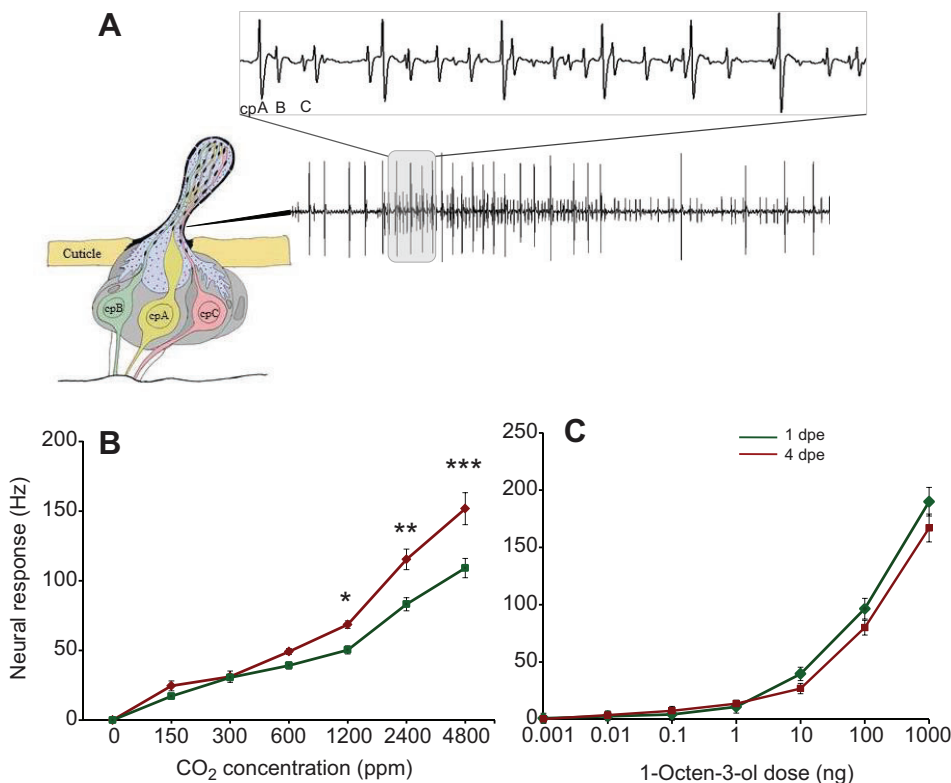 A
cpA B C
Cuticle
cpB
cpA
cpC
B
Neural response (Hz)
200
150
100
50
0
*
**
***
0 150 300 600 1200 2400 4800
CO2 concentration (ppm)
C
1 dpe
4 dpe
250
200
150
100
50
0
0.001 0.01 0.1 1 10 100 1000
1-Octen-3-ol dose (ng)